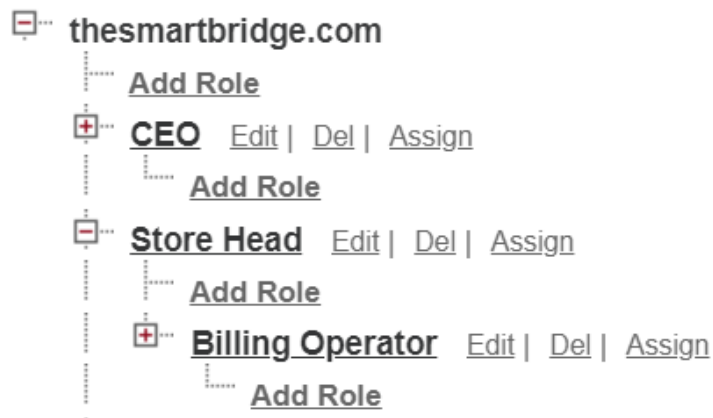 thesmartbridge.com
Add Role
CEO Edit | Del | Assign
Add Role
Store Head Edit | Del | Assign
Add Role
Billing Operator Edit | Del | Assign
Add Role